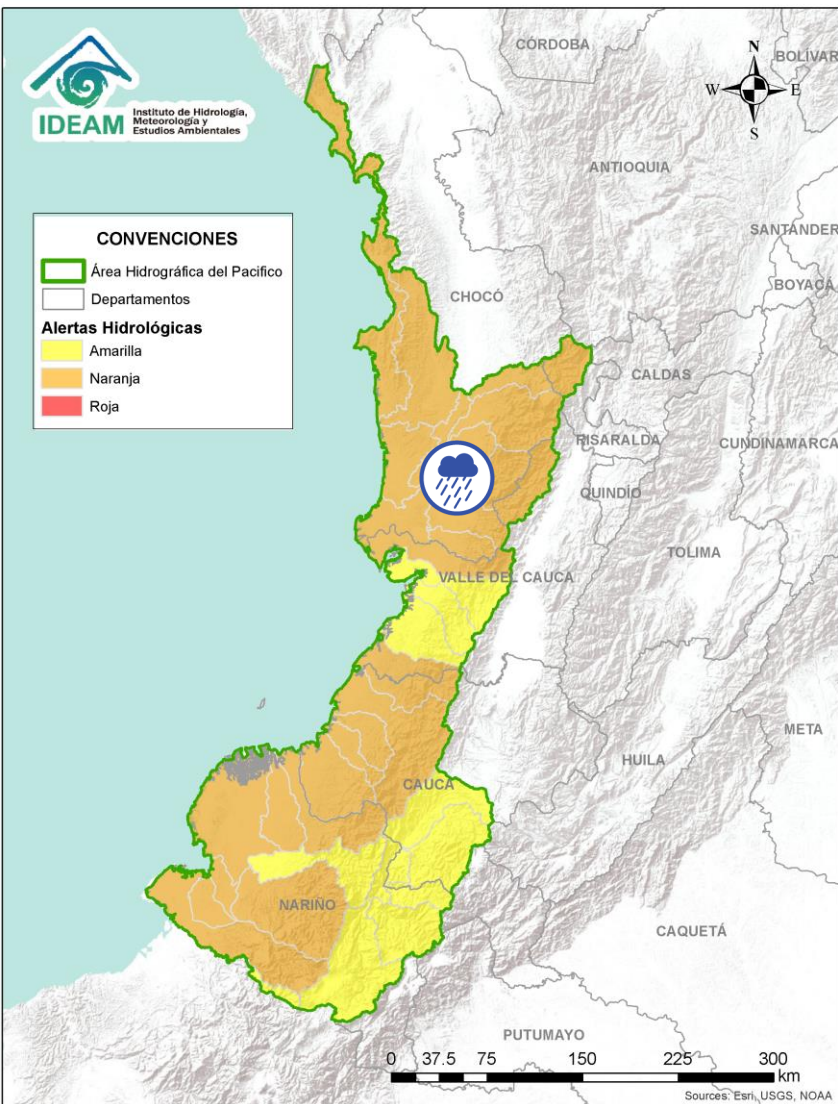 IDEAM
Instituto de Hidrología,
Meteorología y
Estudios Ambientales
CÓRDOBA
BOLÍVAR
N
W
E
S
ANTIOQUIA
CONVENCIONES
Área Hidrográfica del Pacifico
Departamentos
Alertas Hidrológicas
Amarilla
Naranja
Roja
SANTANDER
BOYACÁ
CHOCÓ
CALDAS
RISARALDA
CUNDINAMARCA
QUINDÍO
TOLIMA
VALLE DEL CAUCA
META
HUILA
CAUCA
NARIÑO
CAQUETÁ
PUTUMAYO
0 37.5 75 150 225 300
km
Sources: Esri, USGS, NOAA